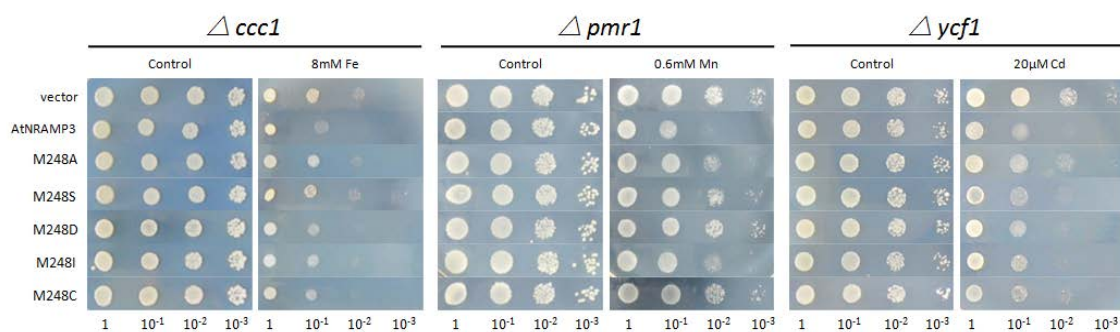 △ ccc1 △ pmr1 △ ycf1
Control 8mM Fe Control 0.6mM Mn Control 20μM Cd
vector
AtNRAMP3
M248A
M248S
M248D
M248I
M248C
1 10⁻¹ 10⁻² 10⁻³ 1 10⁻¹ 10⁻² 10⁻³ 1 10⁻¹ 10⁻² 10⁻³ 1 10⁻¹ 10⁻² 10⁻³ 1 10⁻¹ 10⁻² 10⁻³ 1 10⁻¹ 10⁻² 10⁻³